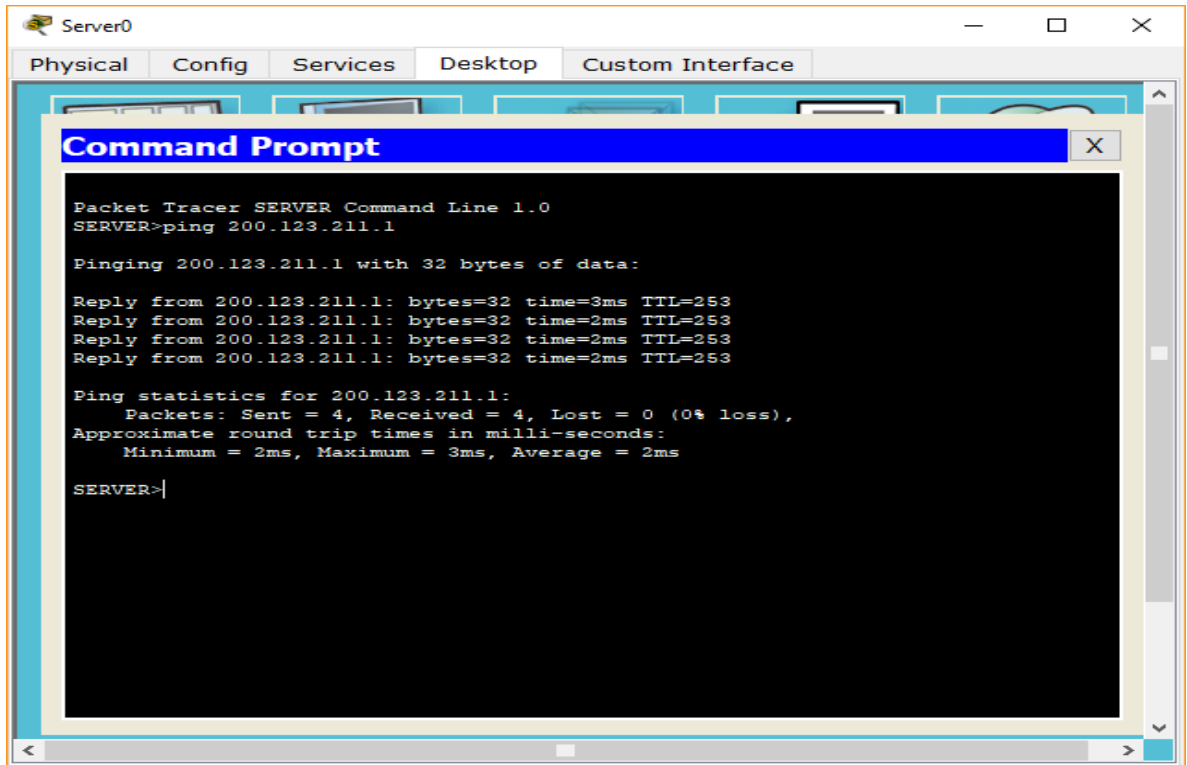 Server0
Physical Config Services Desktop Custom Interface
Command Prompt
X
Packet Tracer SERVER Command Line 1.0
SERVER>ping 200.123.211.1
Pinging 200.123.211.1 with 32 bytes of data:
Reply from 200.123.211.1: bytes=32 time=3ms TTL=253
Reply from 200.123.211.1: bytes=32 time=2ms TTL=253
Reply from 200.123.211.1: bytes=32 time=2ms TTL=253
Reply from 200.123.211.1: bytes=32 time=2ms TTL=253
Ping statistics for 200.123.211.1:
Packets: Sent = 4, Received = 4, Lost = 0 (0% loss),
Approximate round trip times in milli-seconds:
Minimum = 2ms, Maximum = 3ms, Average = 2ms
SERVER>